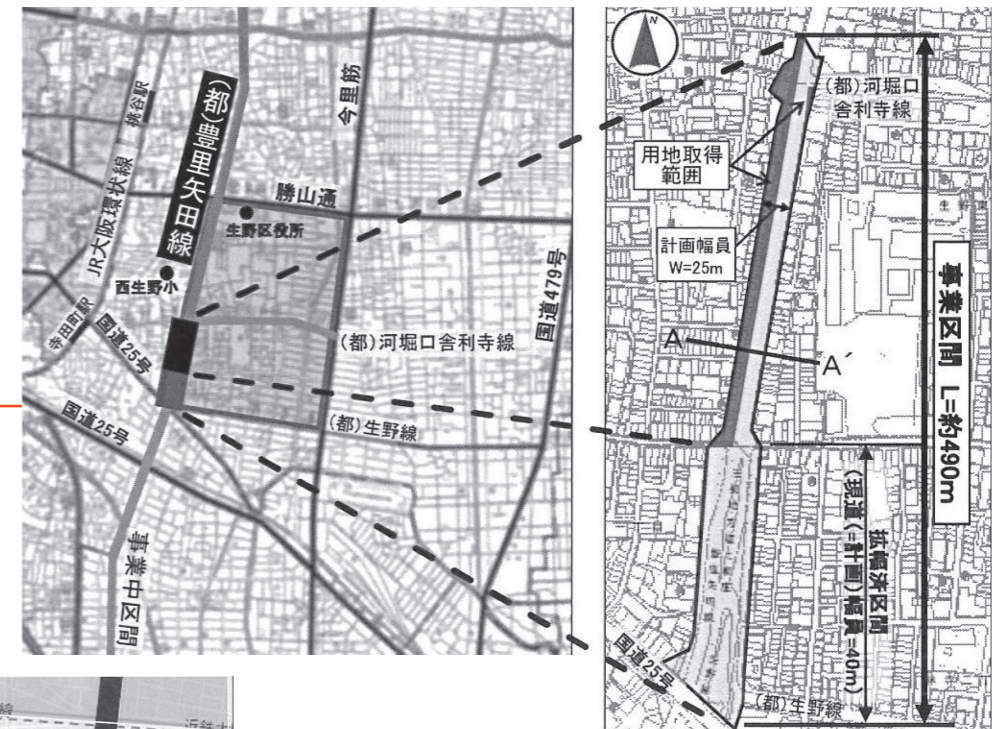 (都)豊里矢田線
桃谷駅
JR大阪環状線
今里筋
勝山通
生野区役所
西生野小
寺田町駅
国道25号
国道25号
(都)河堀口舎利寺線
国道479号
(都)生野線
事業中区間
N
(都)河堀口
舎利寺線
用地取得
範囲
計画幅員
W=25m
A
A´
事業区間 L=約490m
拡幅済区間
(現道(=計画)幅員=40m)
国道25号
(都)生野線